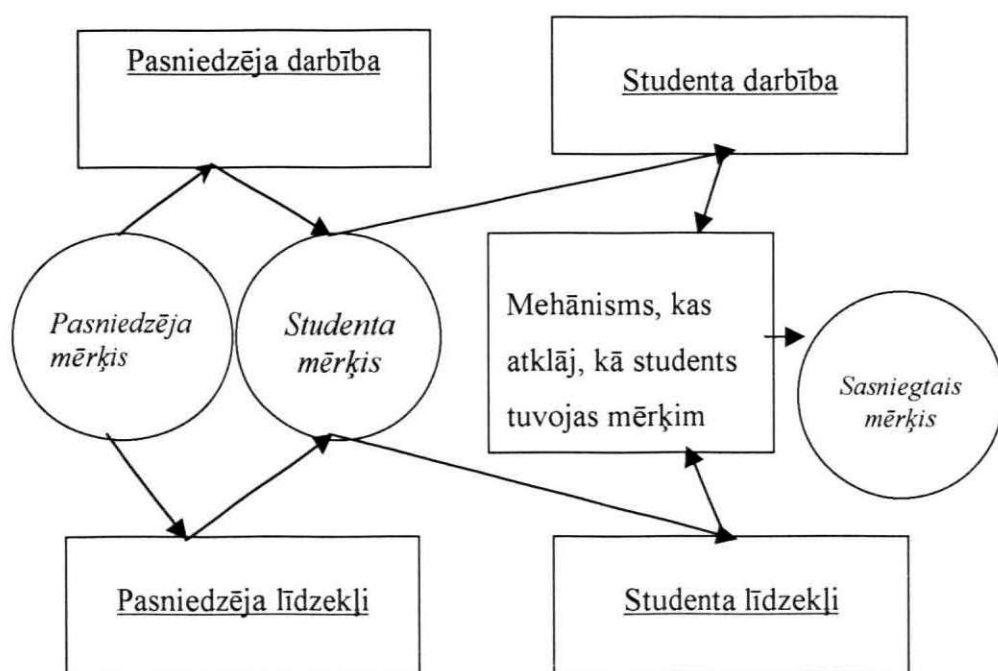 Pasniedzēja darbība
Studenta darbība
Pasniedzēja
mērķis
Studenta
mērķis
Mehānisms, kas
atklāj, kā students
tuvojas mērķim
Sasniegtais
mērķis
Pasniedzēja līdzekļi
Studenta līdzekļi